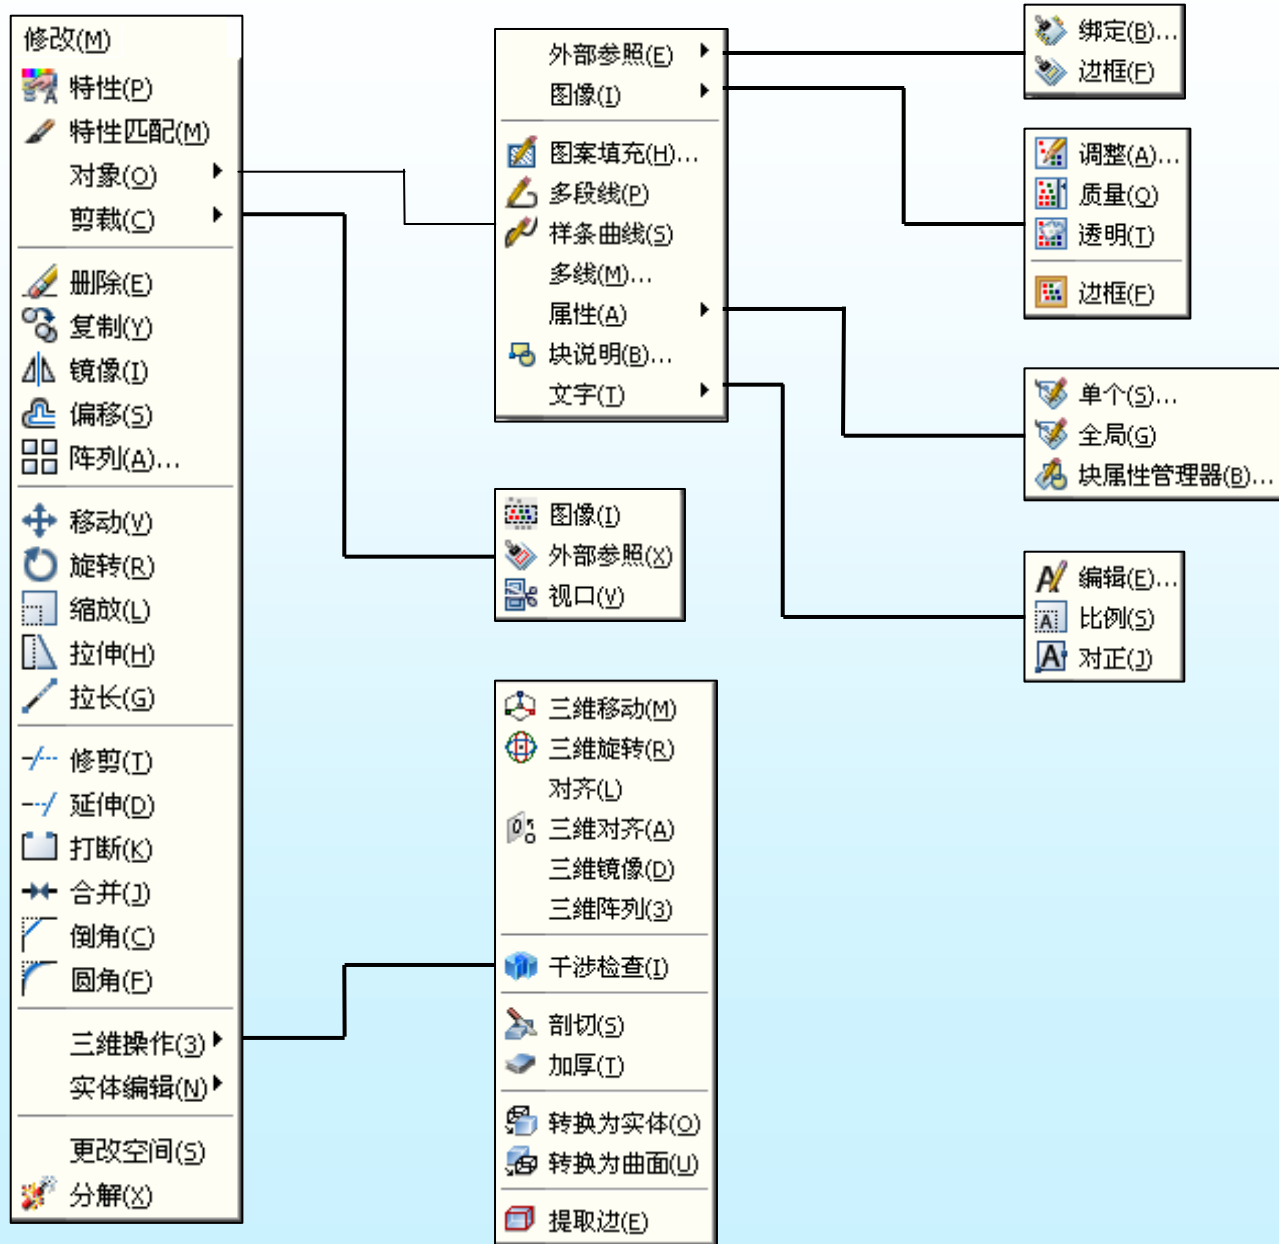 修改(M)
特性(P)
特性匹配(M)
对象(O)
剪裁(C)
删除(E)
复制(Y)
镜像(I)
偏移(S)
阵列(A)...
移动(V)
旋转(R)
缩放(L)
拉伸(H)
拉长(G)
修剪(T)
延伸(D)
打断(K)
合并(J)
倒角(C)
圆角(F)
三维操作(3)
实体编辑(N)
更改空间(S)
分解(X)
外部参照(E)
图像(I)
图案填充(H)...
多段线(P)
样条曲线(S)
多线(M)...
属性(A)
块说明(B)...
文字(T)
图像(I)
外部参照(X)
视口(V)
三维移动(M)
三维旋转(R)
对齐(L)
三维对齐(A)
三维镜像(D)
三维阵列(3)
干涉检查(I)
剖切(S)
加厚(T)
转换为实体(O)
转换为曲面(U)
提取边(E)
绑定(B)...
边框(F)
调整(A)...
质量(Q)
透明(T)
边框(F)
单个(S)...
全局(G)
块属性管理器(B)...
编辑(E)...
比例(S)
对正(J)